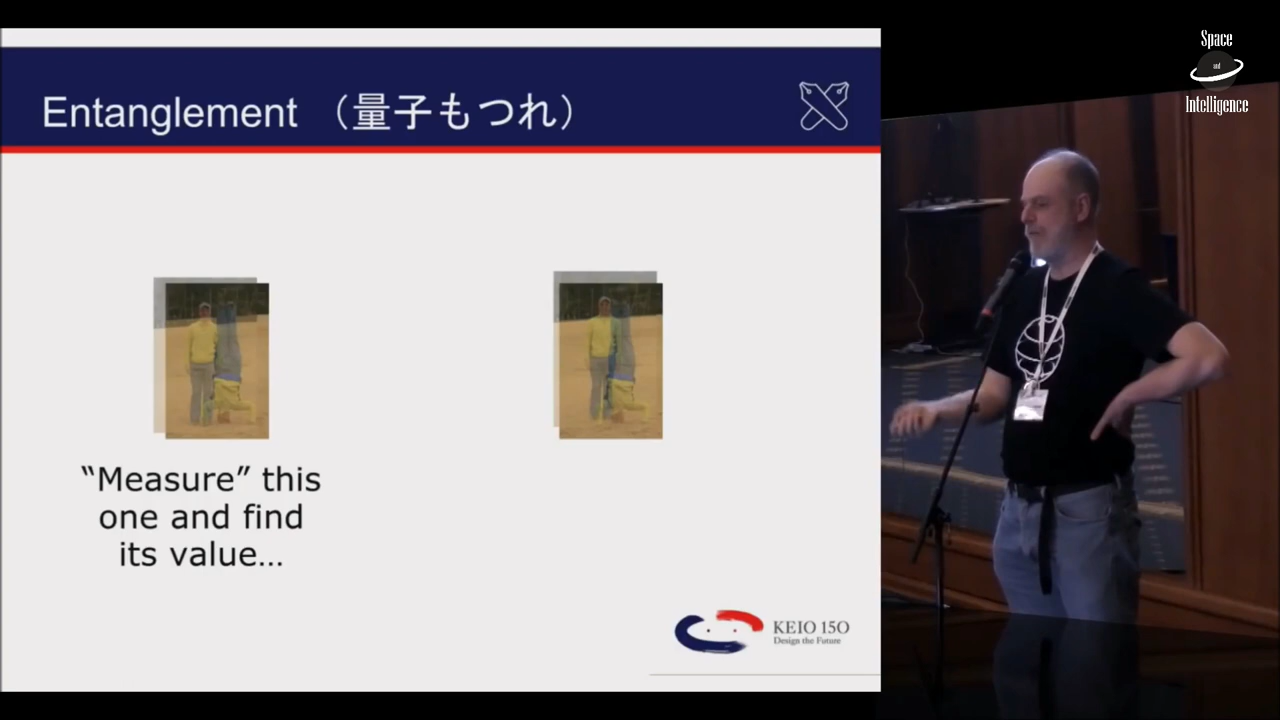 Space
and
Intelligence
Entanglement （量子もつれ）
“Measure” this
one and find
its value…
KEIO 150
Design the Future